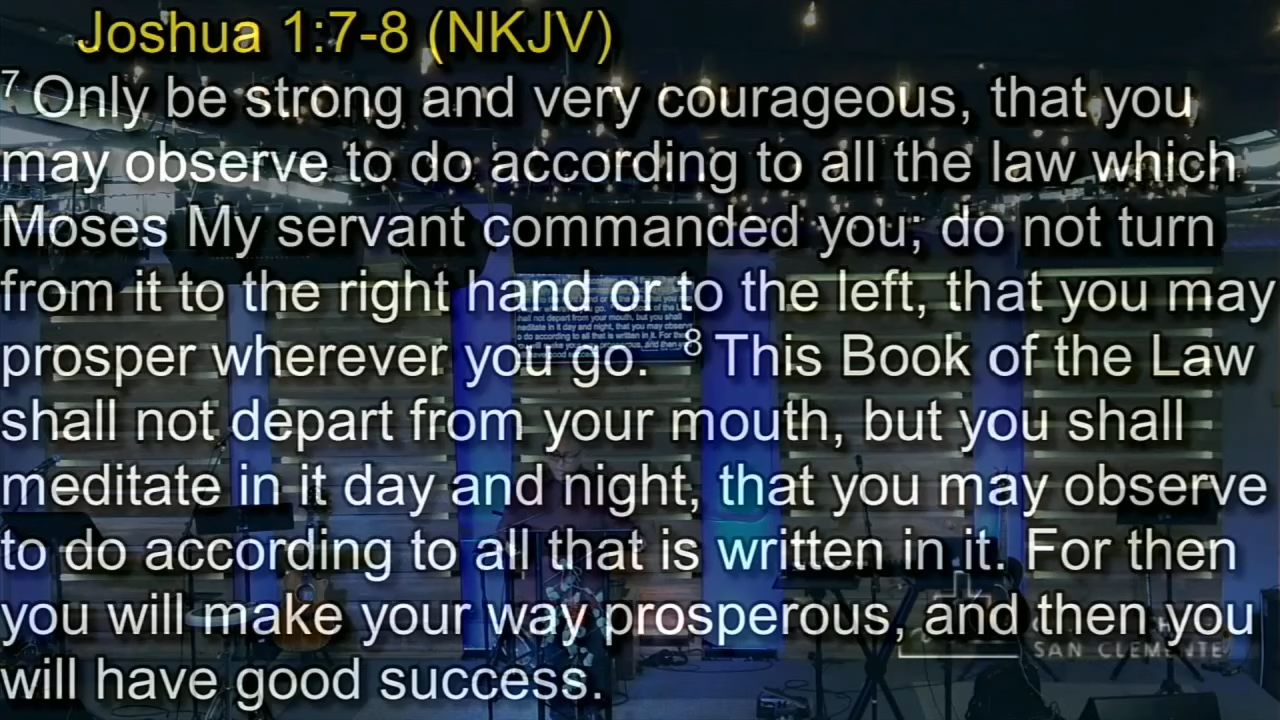 Joshua 1:7-8 (NKJV)
7 Only be strong and very courageous, that you
may observe to do according to all the law which
Moses My servant commanded you; do not turn
from it to the right hand or to the left, that you may
prosper wherever you go. 8 This Book of the Law
shall not depart from your mouth, but you shall
meditate in it day and night, that you may observe
to do according to all that is written in it. For then
you will make your way prosperous, and then you
will have good success.
SAN CLEMENTE